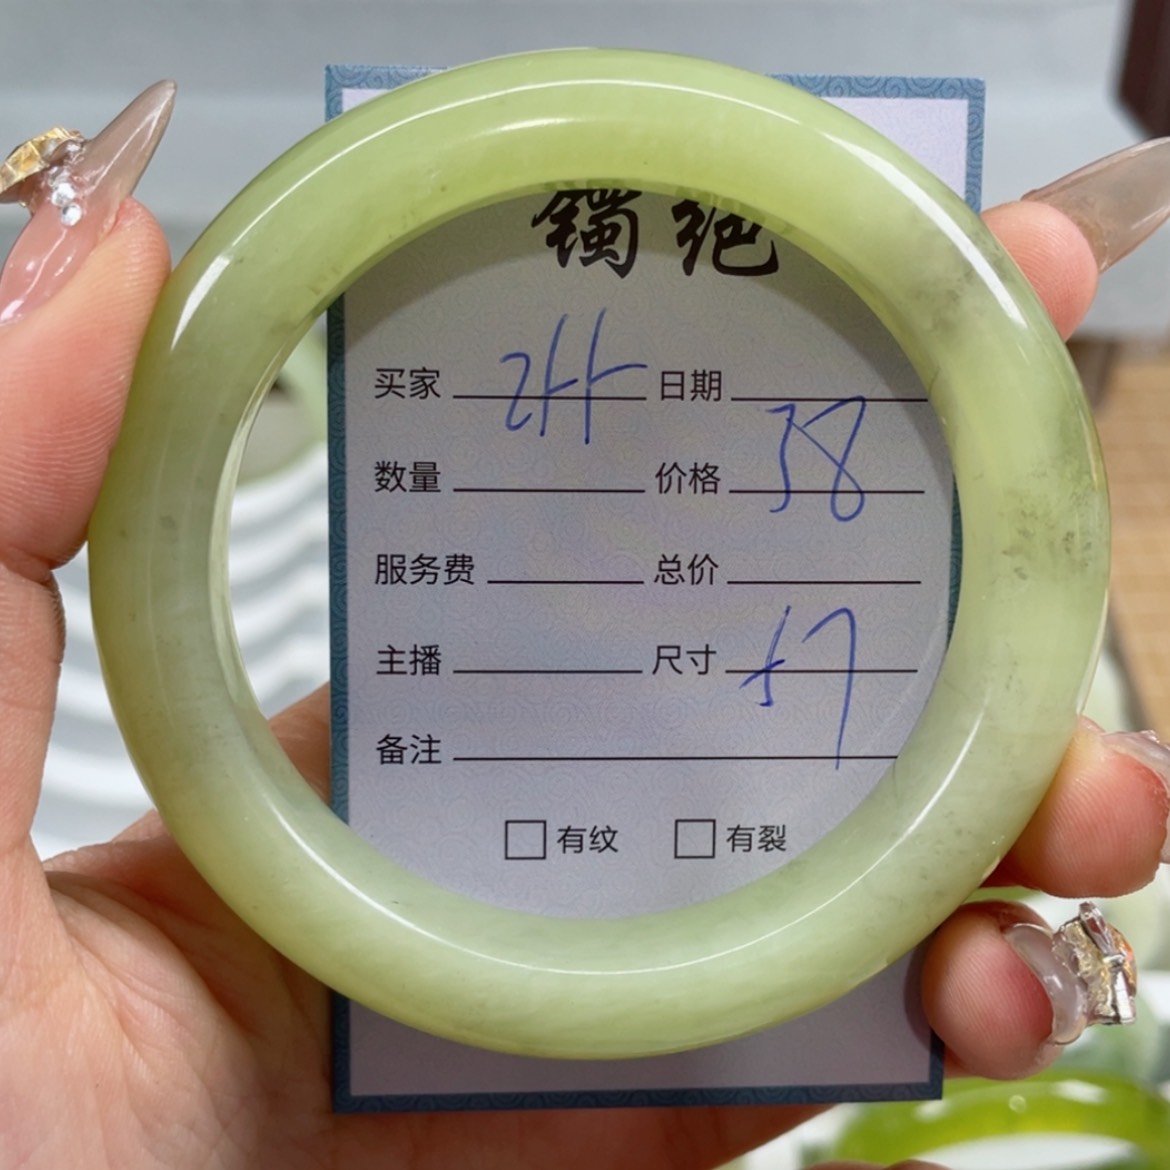 镯 绝
买家 日期
数量 价格 58
服务费 总价
主播 尺寸 57
备注
有纹 有裂